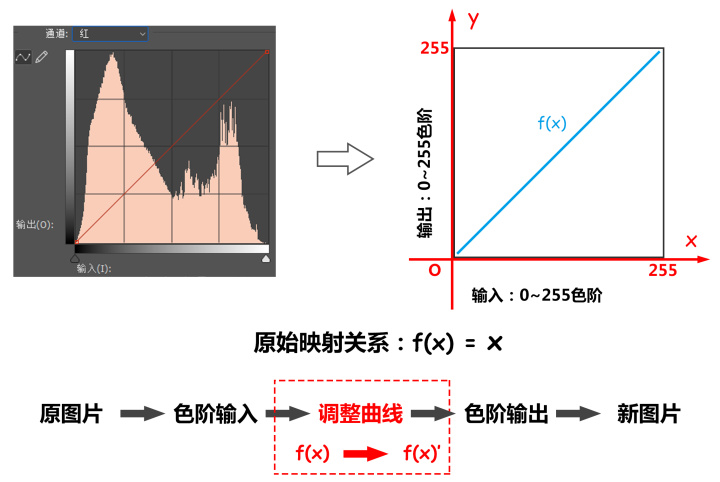 通道: 红
输出(O):
输入(I):
y
255
f(x)
输出：0~255色阶
x
O
255
输入：0~255色阶
原始映射关系：f(x) = x
原图片 色阶输入 调整曲线 色阶输出 新图片
f(x) f(x)'